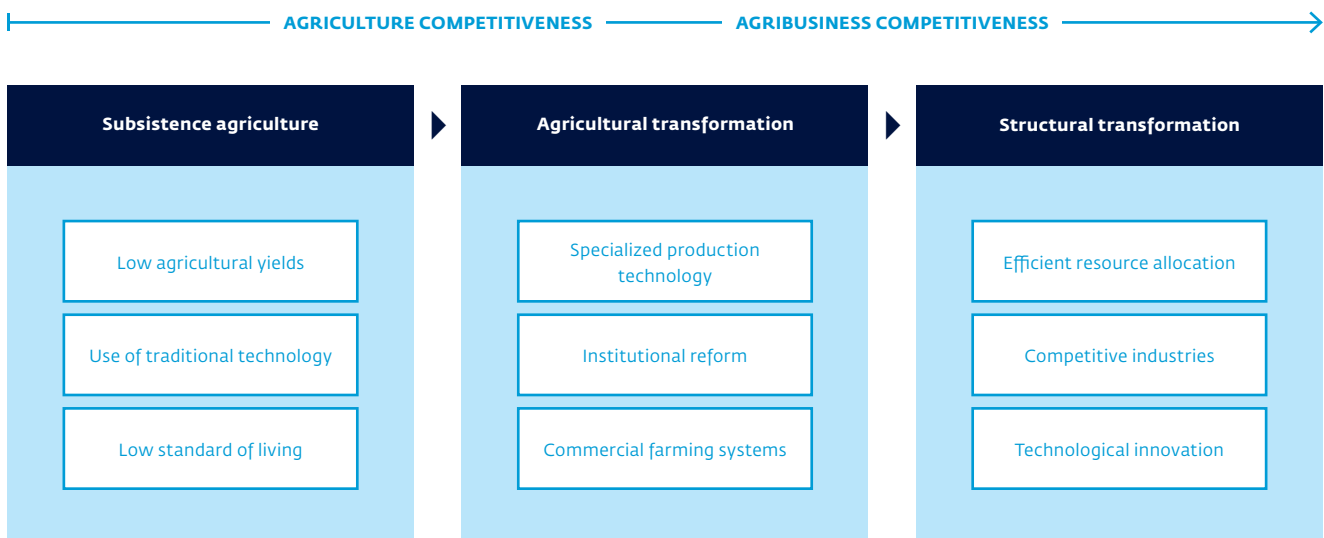 AGRICULTURE COMPETITIVENESS
AGRIBUSINESS COMPETITIVENESS
Subsistence agriculture
Low agricultural yields
Use of traditional technology
Low standard of living
Agricultural transformation
Specialized production
technology
Institutional reform
Commercial farming systems
Structural transformation
Efficient resource allocation
Competitive industries
Technological innovation